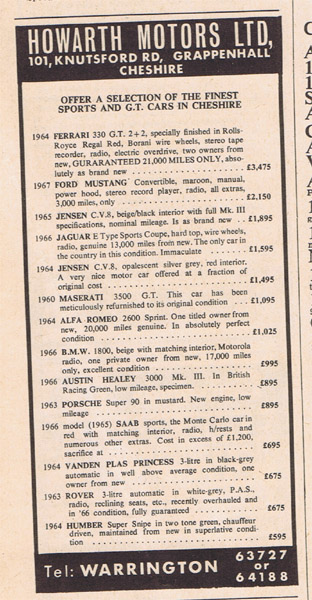 HOWARTH MOTORS LTD,
101, KNUTSFORD RD, GRAPPENHALL
CHESHIRE
OFFER A SELECTION OF THE FINEST
SPORTS AND G.T. CARS IN CHESHIRE
1964 FERRARI 330 G.T. 2+2, specially finished in Rolls-
Royce Regal Red, Borani wire wheels, stereo tape
recorder, radio, electric overdrive, two owners from
new, GURARANTEED 21,000 MILES ONLY, abso-
lutely as brand new . . . . . . . . £3,475
1967 FORD MUSTANG Convertible, maroon, manual,
power hood, stereo record player, radio, all extras,
3,000 miles, only . . . . . . . . £2,150
1965 JENSEN C.V.8, beige/black interior with full Mk. III
specifications, nominal mileage. Is as brand new . . £1,895
1966 JAGUAR E Type Sports Coupe, hard top, wire wheels,
radio, genuine 13,000 miles from new. The only car in
the country in this condition. Immaculate . . £1,595
1964 JENSEN C.V.8, opalescent silver grey, red interior.
A very nice motor car offered at a fraction of
original cost . . . . . . . . £1,495
1960 MASERATI 3500 G.T. This car has been
meticulously refurnished to its original condition . . £1,095
1964 ALFA ROMEO 2600 Sprint. One titled owner from
new, 20,000 miles genuine. In absolutely perfect
condition . . . . . . . . £1,025
1966 B.M.W. 1800, beige with matching interior, Motorola
radio, one private owner from new, 17,000 miles
only, excellent condition . . . . . . £995
1966 AUSTIN HEALEY 3000 Mk. III. In British
Racing Green, low mileage, specimen. . . . £895
1963 PORSCHE Super 90 in mustard. New engine, low
mileage . . . . . . . . £895
1966 model (1965) SAAB sports, the Monte Carlo car in
red with matching interior, radio, h/rests and
numerous other extras. Cost in excess of £1,200,
sacrifice at . . . . . . . . £695
1964 VANDEN PLAS PRINCESS 3-litre in black-grey
automatic in well above average condition, one
owner from new . . . . . . . . £675
1963 ROVER 3-litre automatic in white-grey, P.A.S.,
radio, reclining seats, etc., recently overhauled and
in '66 condition, fully guaranteed . . . . £675
1964 HUMBER Super Snipe in two tone green, chauffeur
driven, maintained from new in superlative condi-
tion . . . . . . . . £595
Tel: WARRINGTON 63727
or
64188